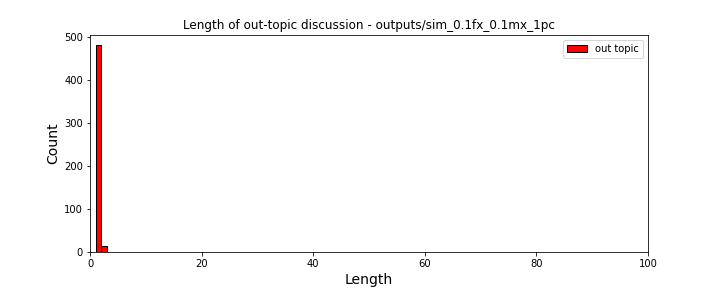 Length of out-topic discussion - outputs/sim_0.1fx_0.1mx_1pc
out topic
500
400
300
200
100
0
Count
0 20 40 60 80 100
Length